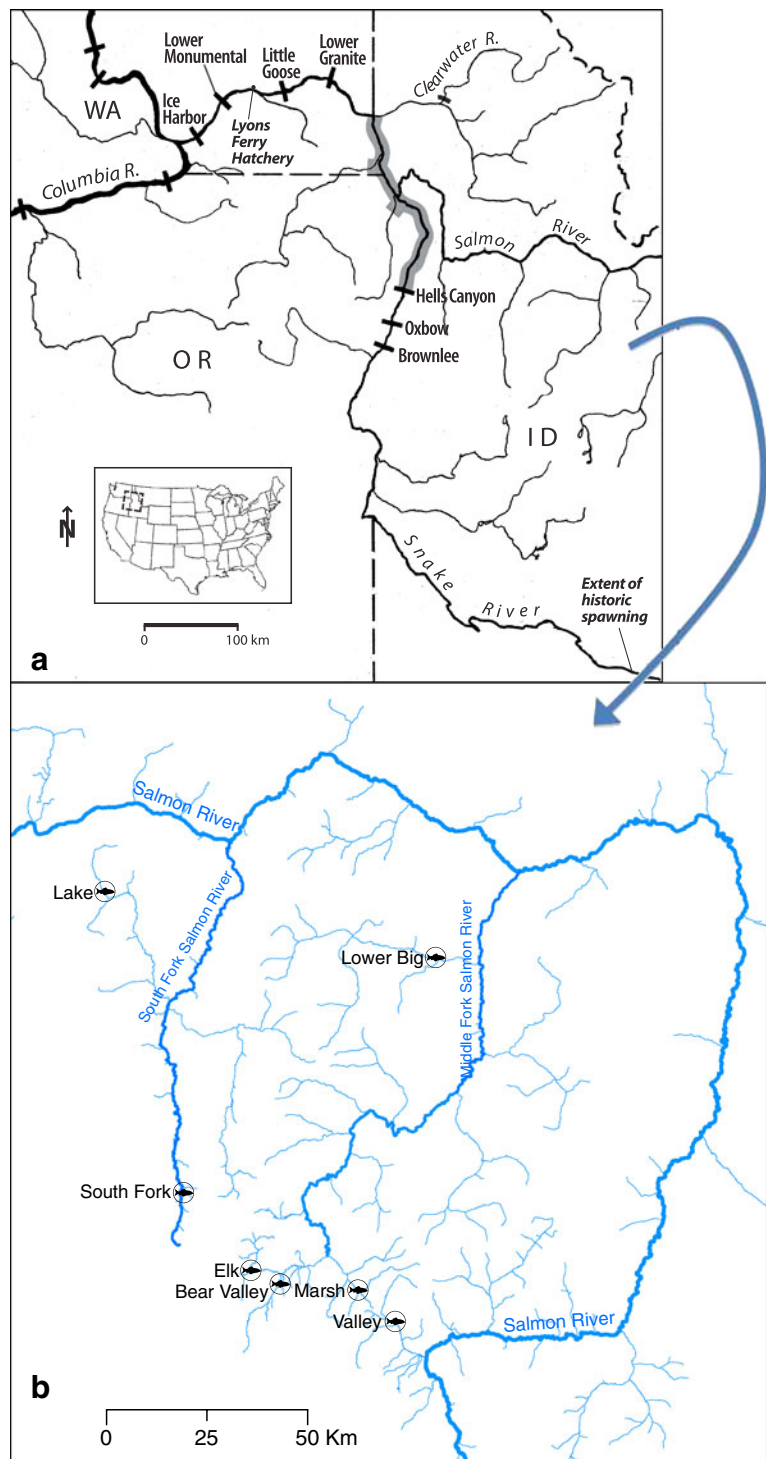 Lower
Monumental
Little
Goose
Lower
Granite
Clearwater R.
WA
Ice
Harbor
Lyons
Ferry
Hatchery
Columbia R.
Salmon River
Hells Canyon
Oxbow
Brownlee
OR
ID
N
Snake River
Extent of
historic
spawning
0 100 km
a
Salmon River
Lake
South Fork Salmon River
Lower Big
Middle Fork Salmon River
South Fork
Elk
Bear Valley
Marsh
Valley
Salmon River
b
0 25 50 Km